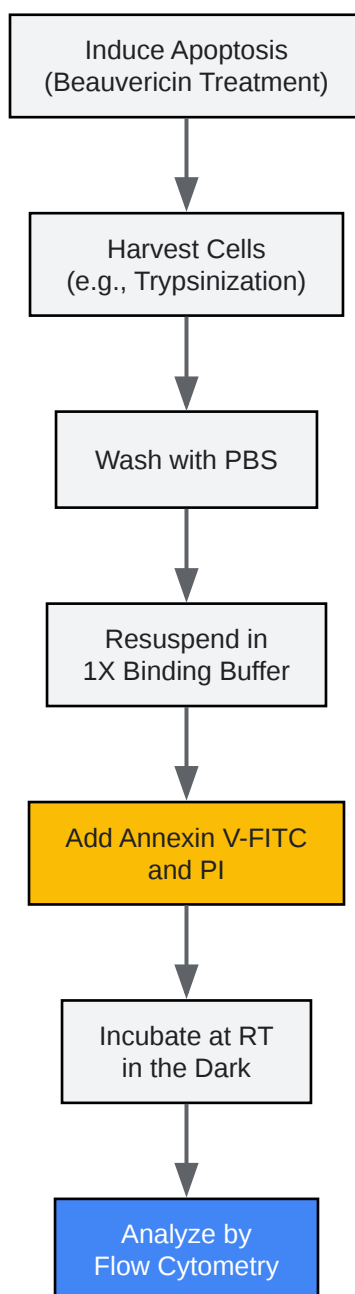 Induce Apoptosis
(Beauvericin Treatment)
Harvest Cells
(e.g., Trypsinization)
Wash with PBS
Resuspend in
1X Binding Buffer
Add Annexin V-FITC
and PI
Incubate at RT
in the Dark
Analyze by
Flow Cytometry